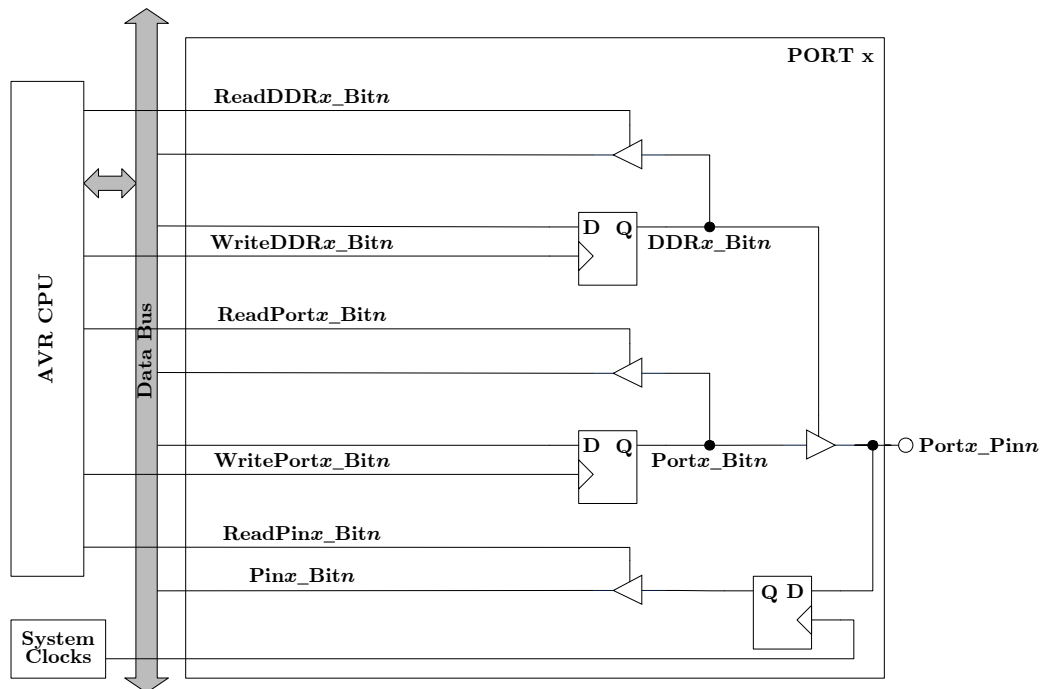 PORT x
ReadDDRx_Bitn
D Q
WriteDDRx_Bitn
DDRx_Bitn
AVR CPU
Data Bus
ReadPortx_Bitn
D Q
WritePortx_Bitn
Portx_Bitn
Portx_Pinn
ReadPinx_Bitn
Pinx_Bitn
Q D
System
Clocks